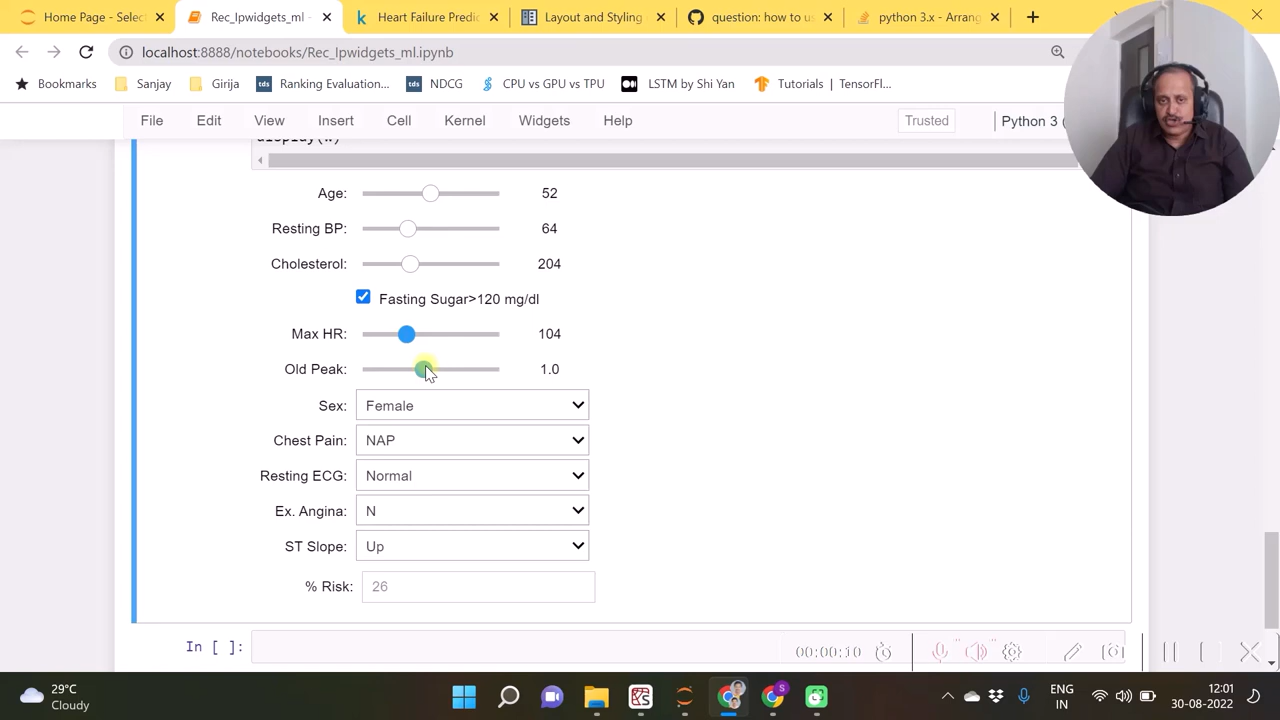 Home Page - Selec
Rec_Ipwidgets_ml -
Heart Failure Predic
Layout and Styling
question: how to us
python 3.x - Arrang
localhost:8888/notebooks/Rec_Ipwidgets_ml.ipynb
Bookmarks
Sanjay
Girija
tds
Ranking Evaluation...
tds
NDCG
CPU vs GPU vs TPU
LSTM by Shi Yan
Tutorials | TensorFl...
File
Edit
View
Insert
Cell
Kernel
Widgets
Help
Trusted
Python 3 (
display(w)
Age: 52
Resting BP: 64
Cholesterol: 204
Fasting Sugar>120 mg/dl
Max HR: 104
Old Peak: 1.0
Sex: Female
Chest Pain: NAP
Resting ECG: Normal
Ex. Angina: N
ST Slope: Up
% Risk: 26
In [ ]:
00:00:10
29°C
Cloudy
ENG
IN
12:01
30-08-2022